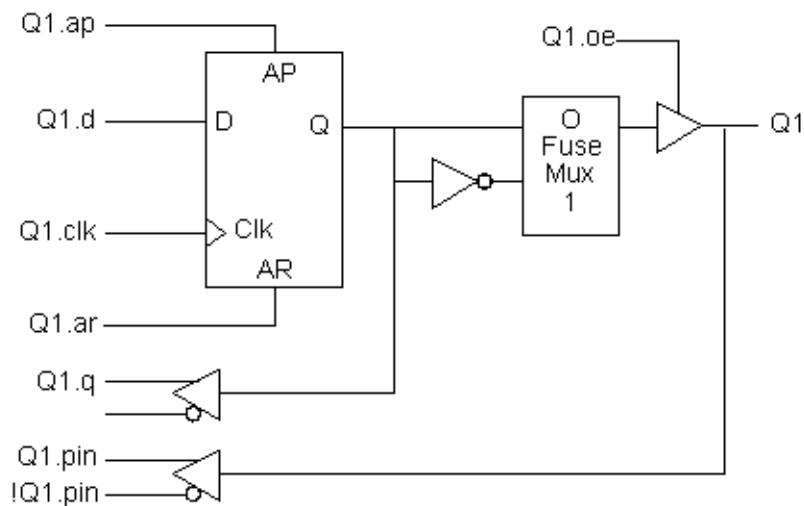 Q1.ap
Q1.oe
AP
Q1.d
D
Q
O
Fuse
Mux
1
Q1
Q1.clk
Clk
AR
Q1.ar
Q1.q
Q1.pin
!Q1.pin